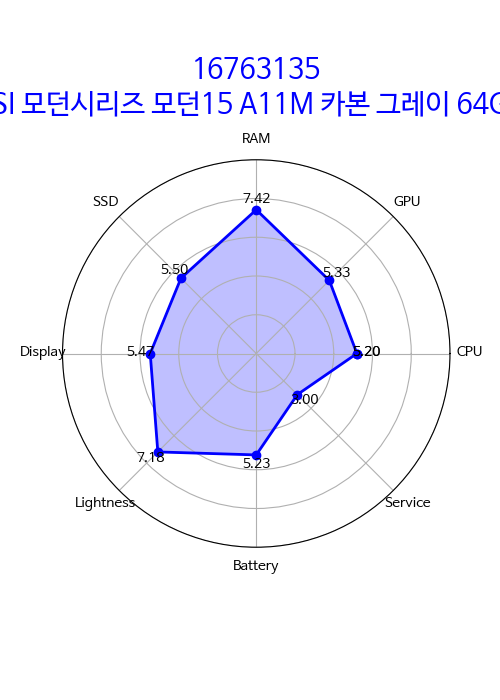 16763135
SI 모던시리즈 모던15 A11M 카본 그레이 64G
RAM
SSD
GPU
7.42
5.50
5.33
Display
5.47
5.20
CPU
3.00
7.18
5.23
Lightness
Service
Battery